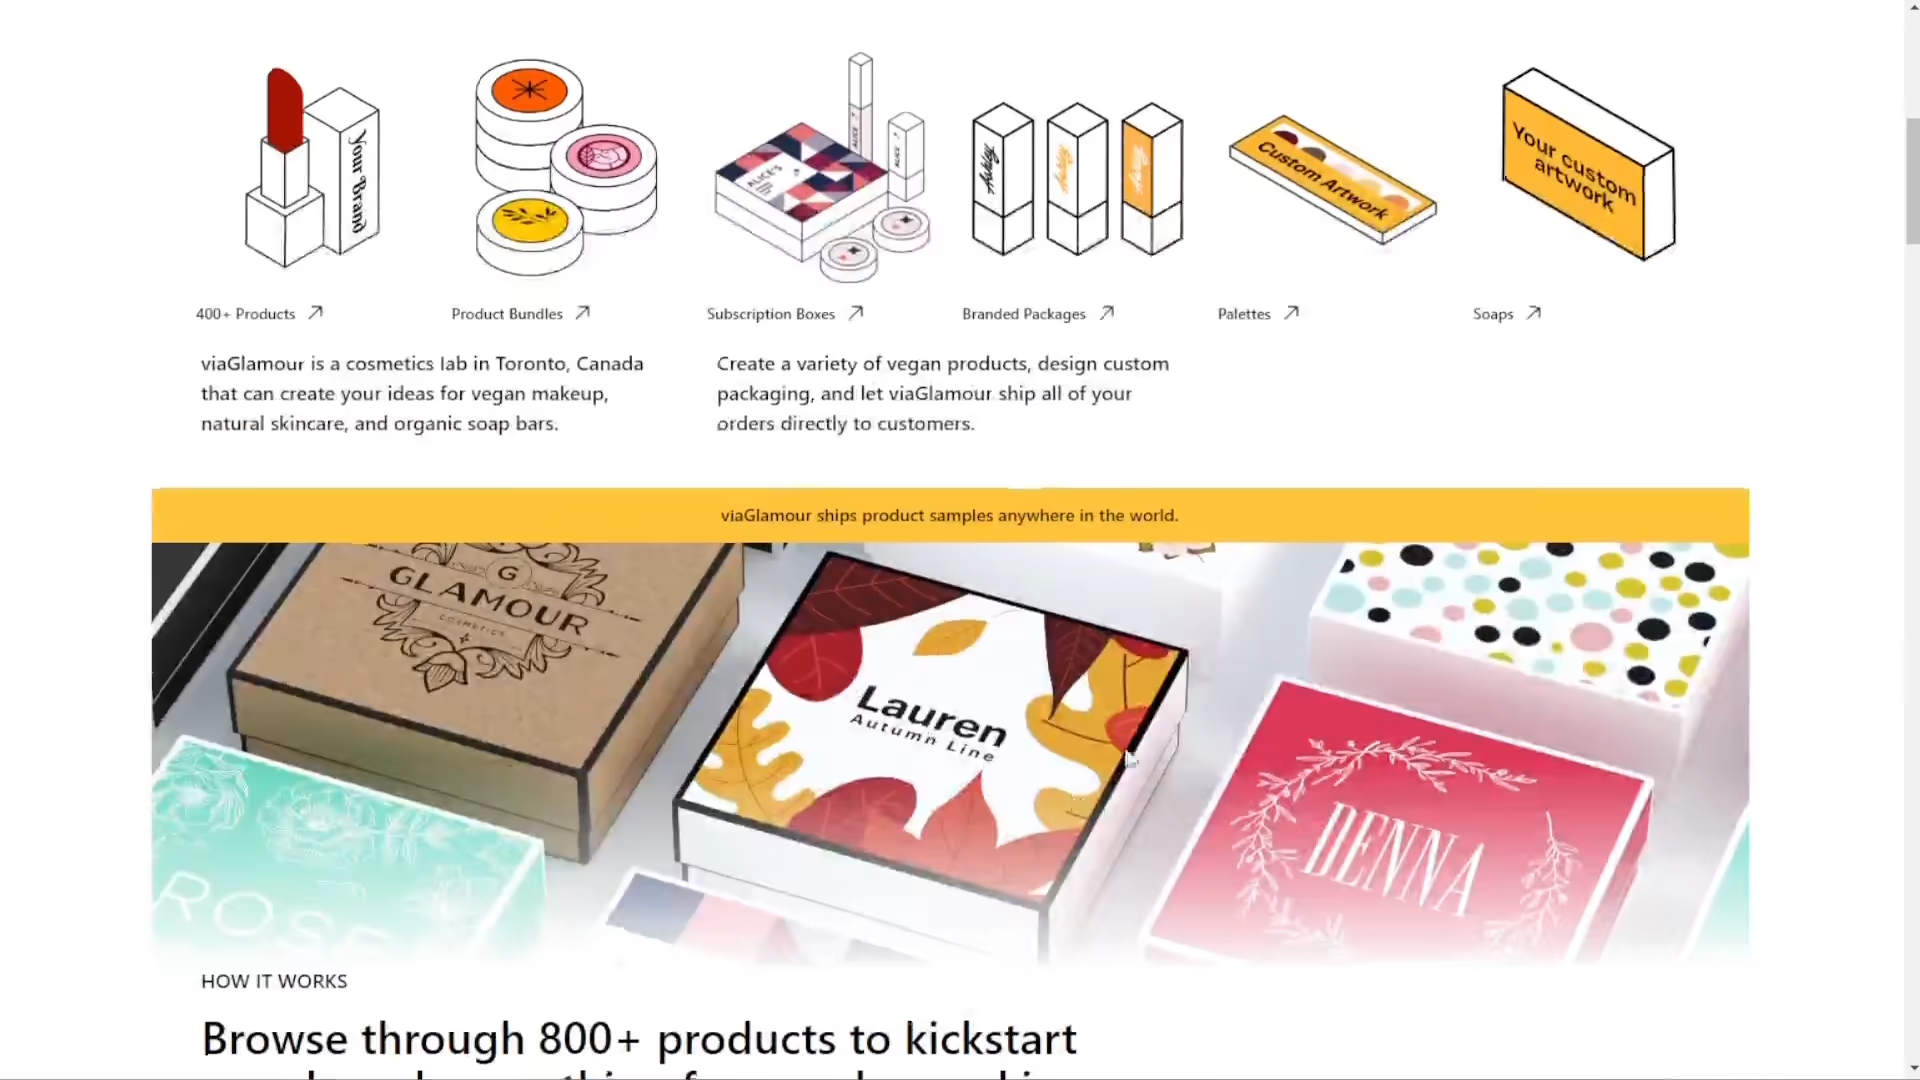 Your Brand
ALICE'S
ALICE
ALICE
Custom Artwork
Your custom
artwork
400+ Products
Product Bundles
Subscription Boxes
Branded Packages
Palettes
Soaps
viaGlamour is a cosmetics lab in Toronto, Canada
that can create your ideas for vegan makeup,
natural skincare, and organic soap bars.
Create a variety of vegan products, design custom
packaging, and let viaGlamour ship all of your
orders directly to customers.
viaGlamour ships product samples anywhere in the world.
G
GLAMOUR
COSMETICS
Lauren
Autumn Line
DENNA
ROSE
HOW IT WORKS
Browse through 800+ products to kickstart